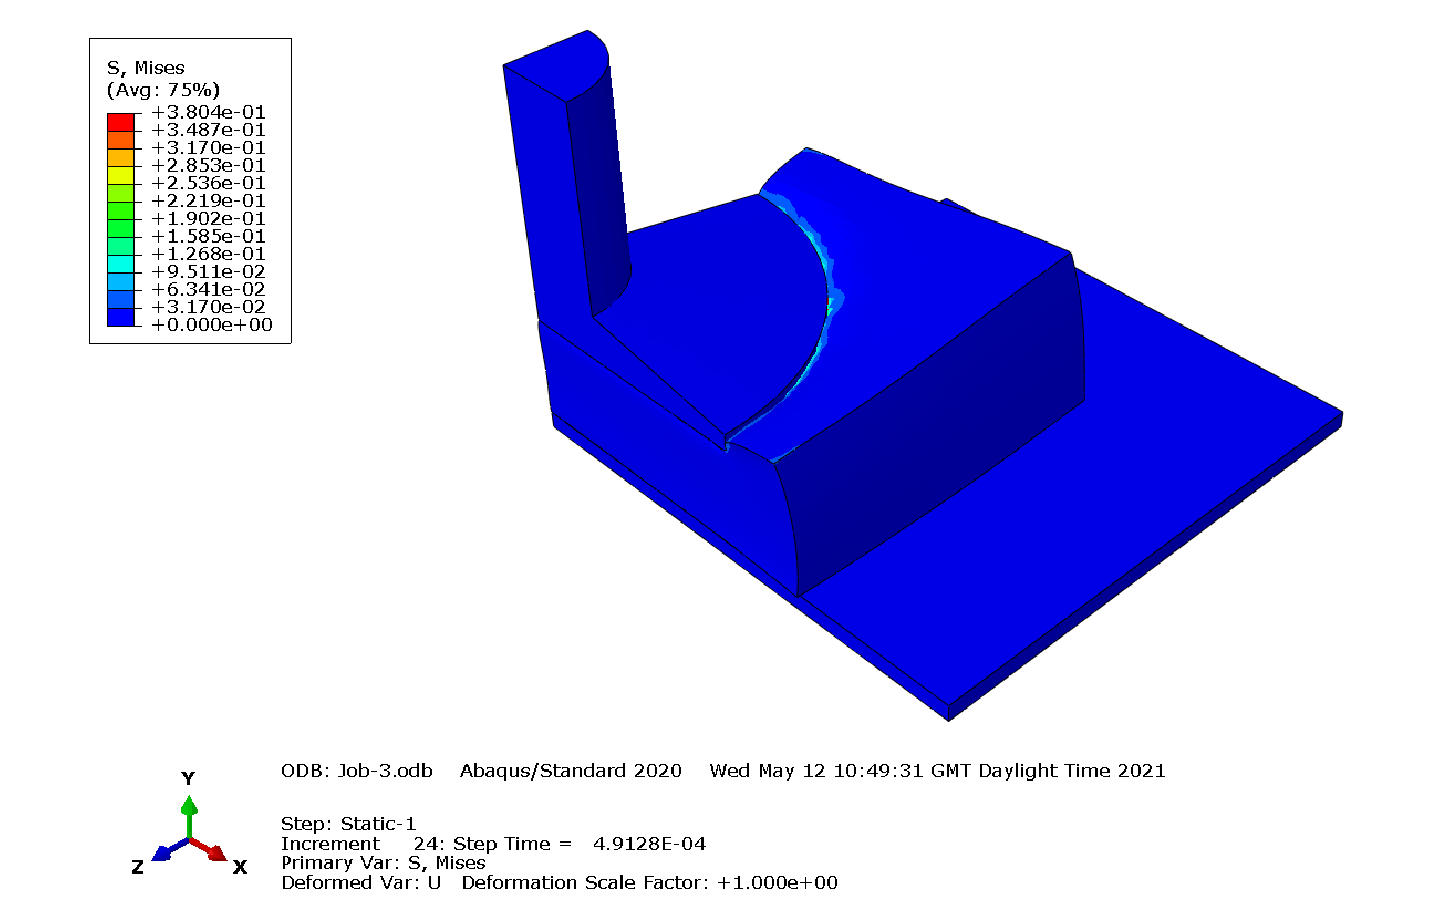 S, Mises
(Avg: 75%)
+3.804e-01
+3.487e-01
+3.170e-01
+2.853e-01
+2.536e-01
+2.219e-01
+1.902e-01
+1.585e-01
+1.268e-01
+9.511e-02
+6.341e-02
+3.170e-02
+0.000e+00
ODB: Job-3.odb Abaqus/Standard 2020 Wed May 12 10:49:31 GMT Daylight Time 2021
Y
Z
X
Step: Static-1
Increment 24: Step Time = 4.9128E-04
Primary Var: S, Mises
Deformed Var: U Deformation Scale Factor: +1.000e+00